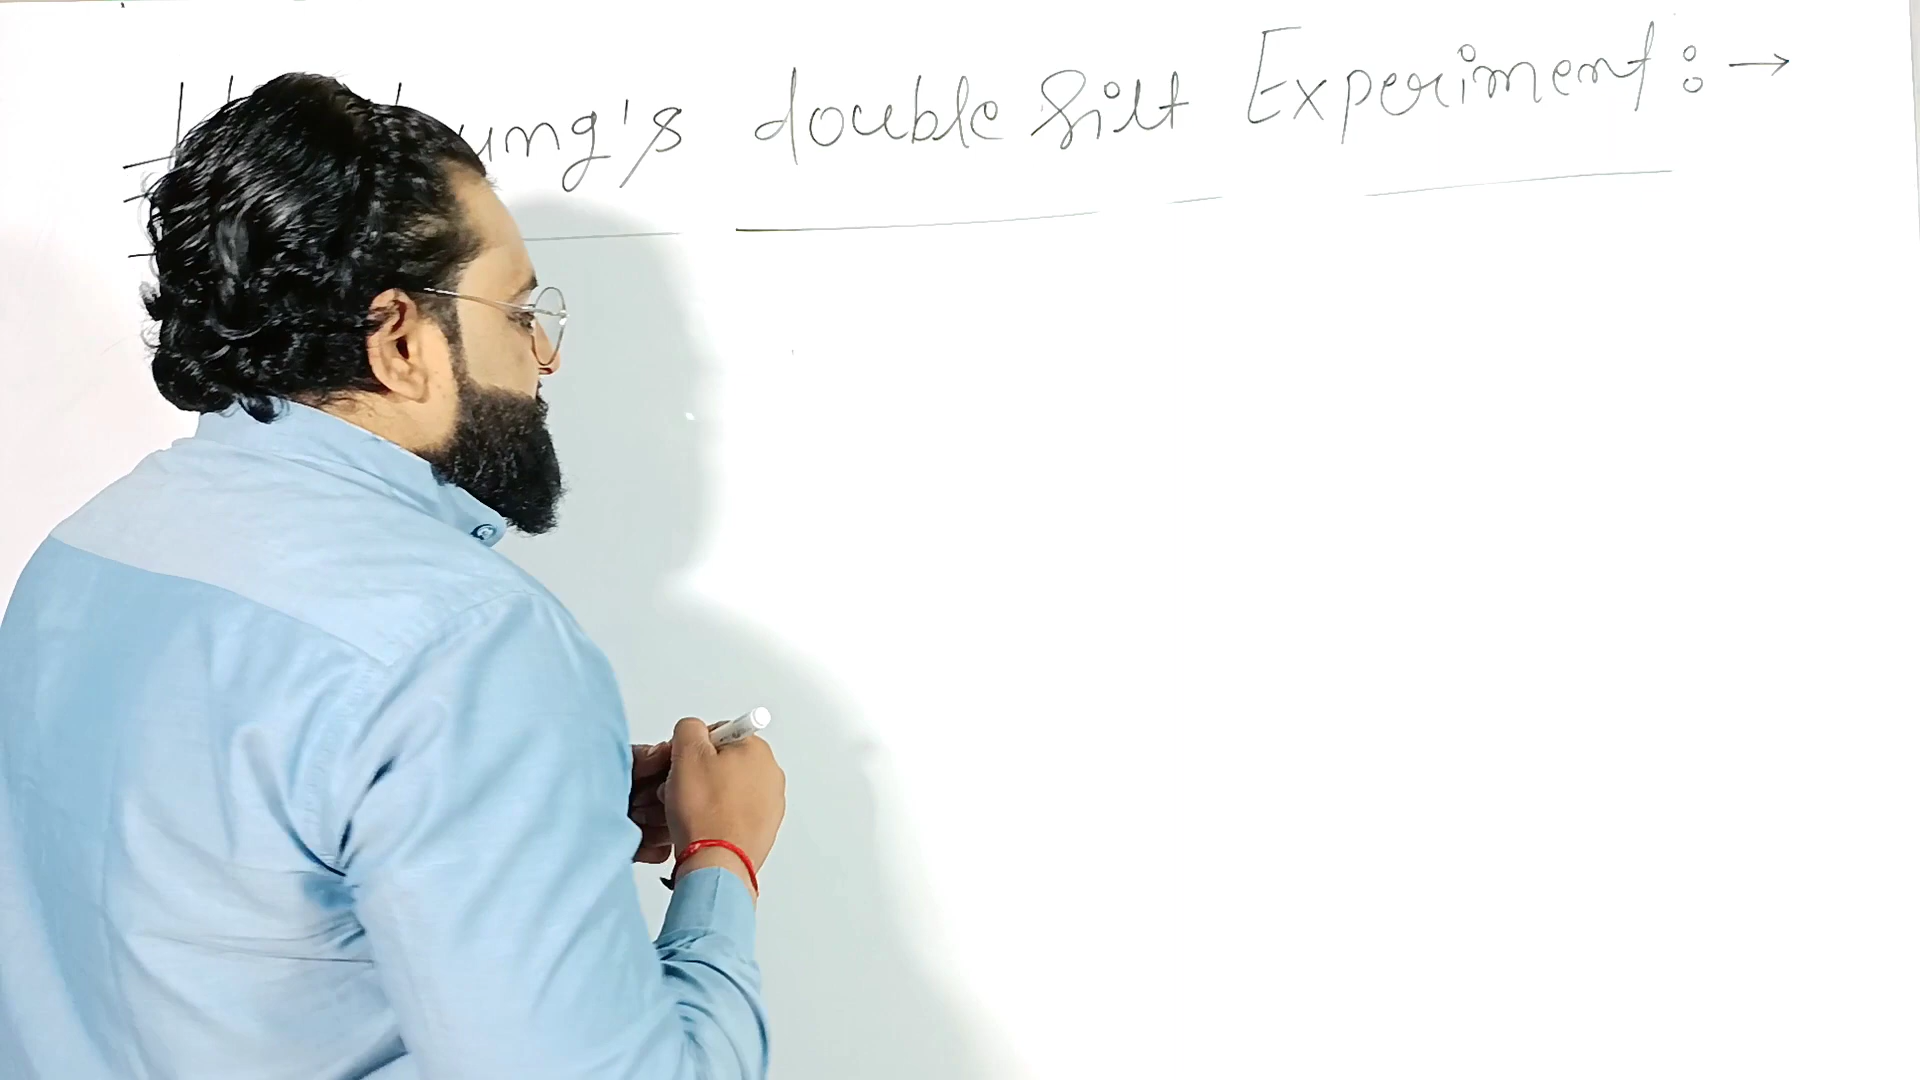 ung's double Silt Experiment : →